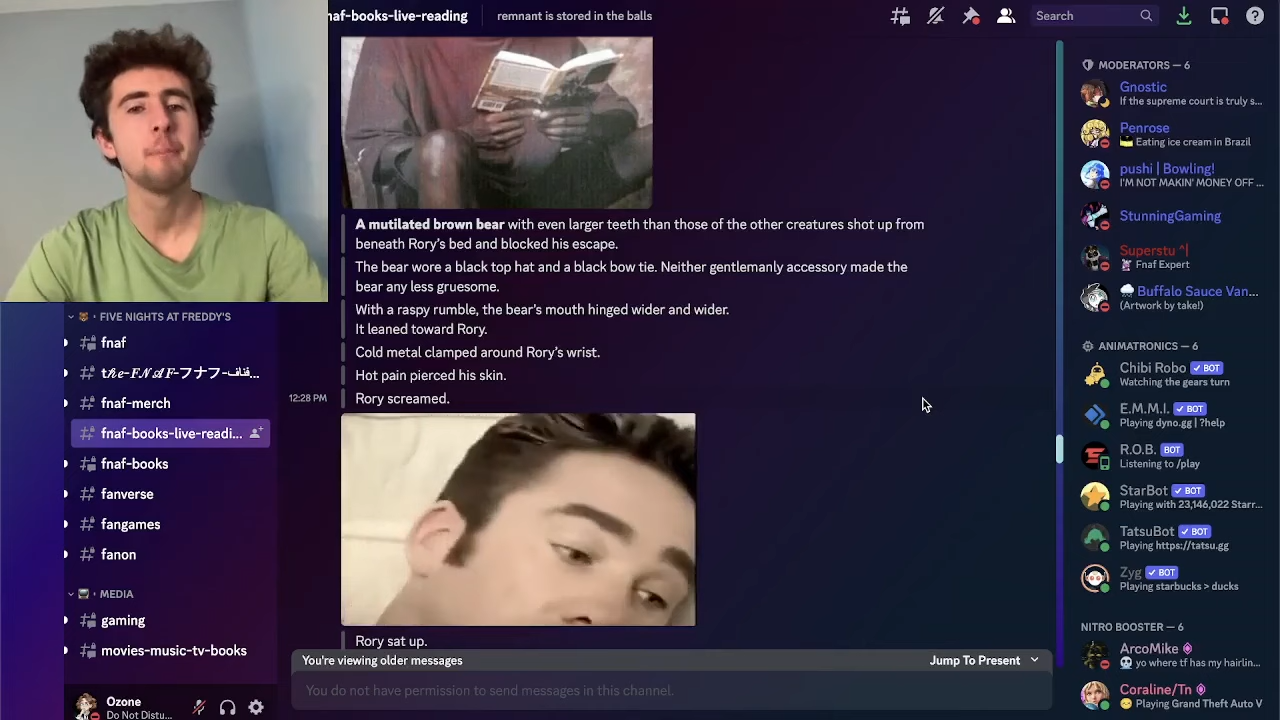 naf-books-live-reading
remnant is stored in the balls
Search
A mutilated brown bear with even larger teeth than those of the other creatures shot up from
beneath Rory's bed and blocked his escape.
The bear wore a black top hat and a black bow tie. Neither gentlemanly accessory made the
bear any less gruesome.
With a raspy rumble, the bear's mouth hinged wider and wider.
It leaned toward Rory.
Cold metal clamped around Rory's wrist.
Hot pain pierced his skin.
12:28 PM
Rory screamed.
Rory sat up.
You're viewing older messages
Jump To Present
You do not have permission to send messages in this channel.
FIVE NIGHTS AT FREDDY'S
fnaf
fnaf-merch
fnaf-books-live-readi...
fnaf-books
fanverse
fangames
fanon
MEDIA
gaming
movies-music-tv-books
Ozone
Do Not Distu...
MODERATORS — 6
Gnostic
If the supreme court is truly s...
Penrose
Eating ice cream in Brazil
pushi | Bowling!
I'M NOT MAKIN' MONEY OFF ...
StunningGaming
Superstu ^|
Fnaf Expert
Buffalo Sauce Van...
(Artwork by take!)
ANIMATRONICS — 6
Chibi Robo BOT
Watching the gears turn
E.M.M.I. BOT
Playing dyno.gg | ?help
R.O.B. BOT
Listening to /play
StarBot BOT
Playing with 23,146,022 Starr...
TatsuBot BOT
Playing https://tatsu.gg
Zyg BOT
Playing starbucks > ducks
NITRO BOOSTER — 6
ArcoMike
yo where tf has my hairlin...
Coraline/Tn
Playing Grand Theft Auto V